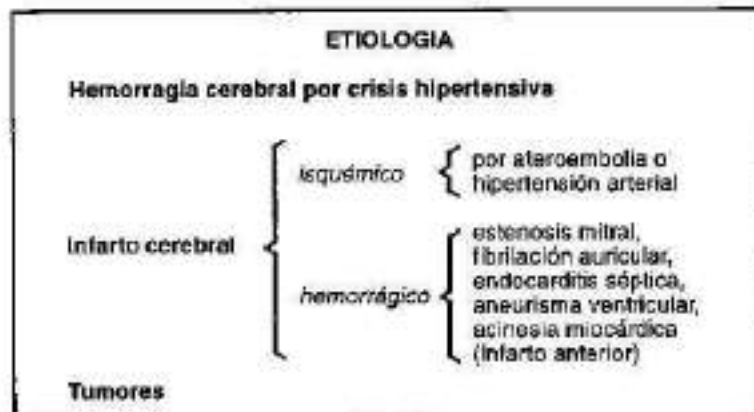 ETIOLOGIA
Hemorragia cerebral por crisis hipertensiva
Infarto cerebral
isquémico
por ateroembolia o
hipertensión arterial
hemorrágico
estenosis mitral,
fibrilación auricular,
endocarditis séptica,
aneurisma ventricular,
acinesia miocárdica
(infarto anterior)
Tumores